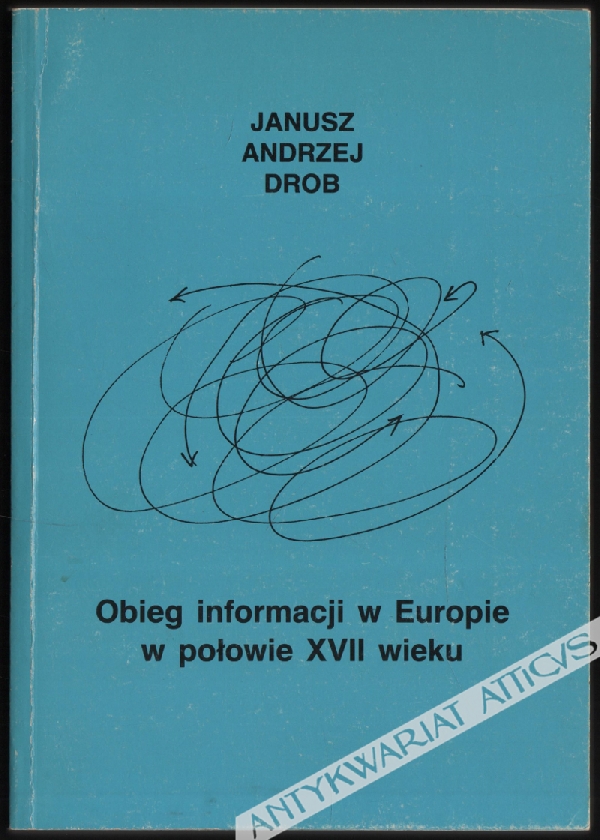 JANUSZ
ANDRZEJ
DROB
Obieg informacji w Europie
w połowie XVII wieku
ANTYKWARIAT ATTICVS